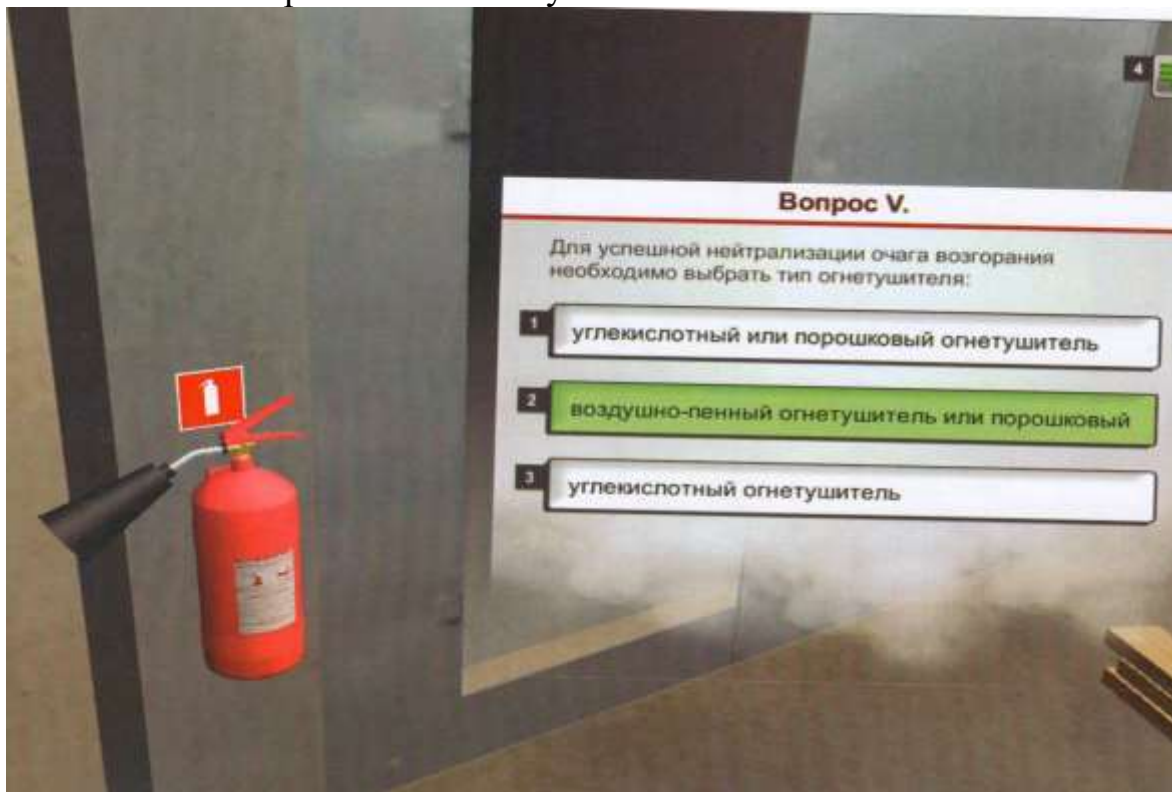 4
Вопрос V.
Для успешной нейтрализации очага возгорания
необходимо выбрать тип огнетушителя:
1 углекислотный или порошковый огнетушитель
2 воздушно-пенный огнетушитель или порошковый
3 углекислотный огнетушитель